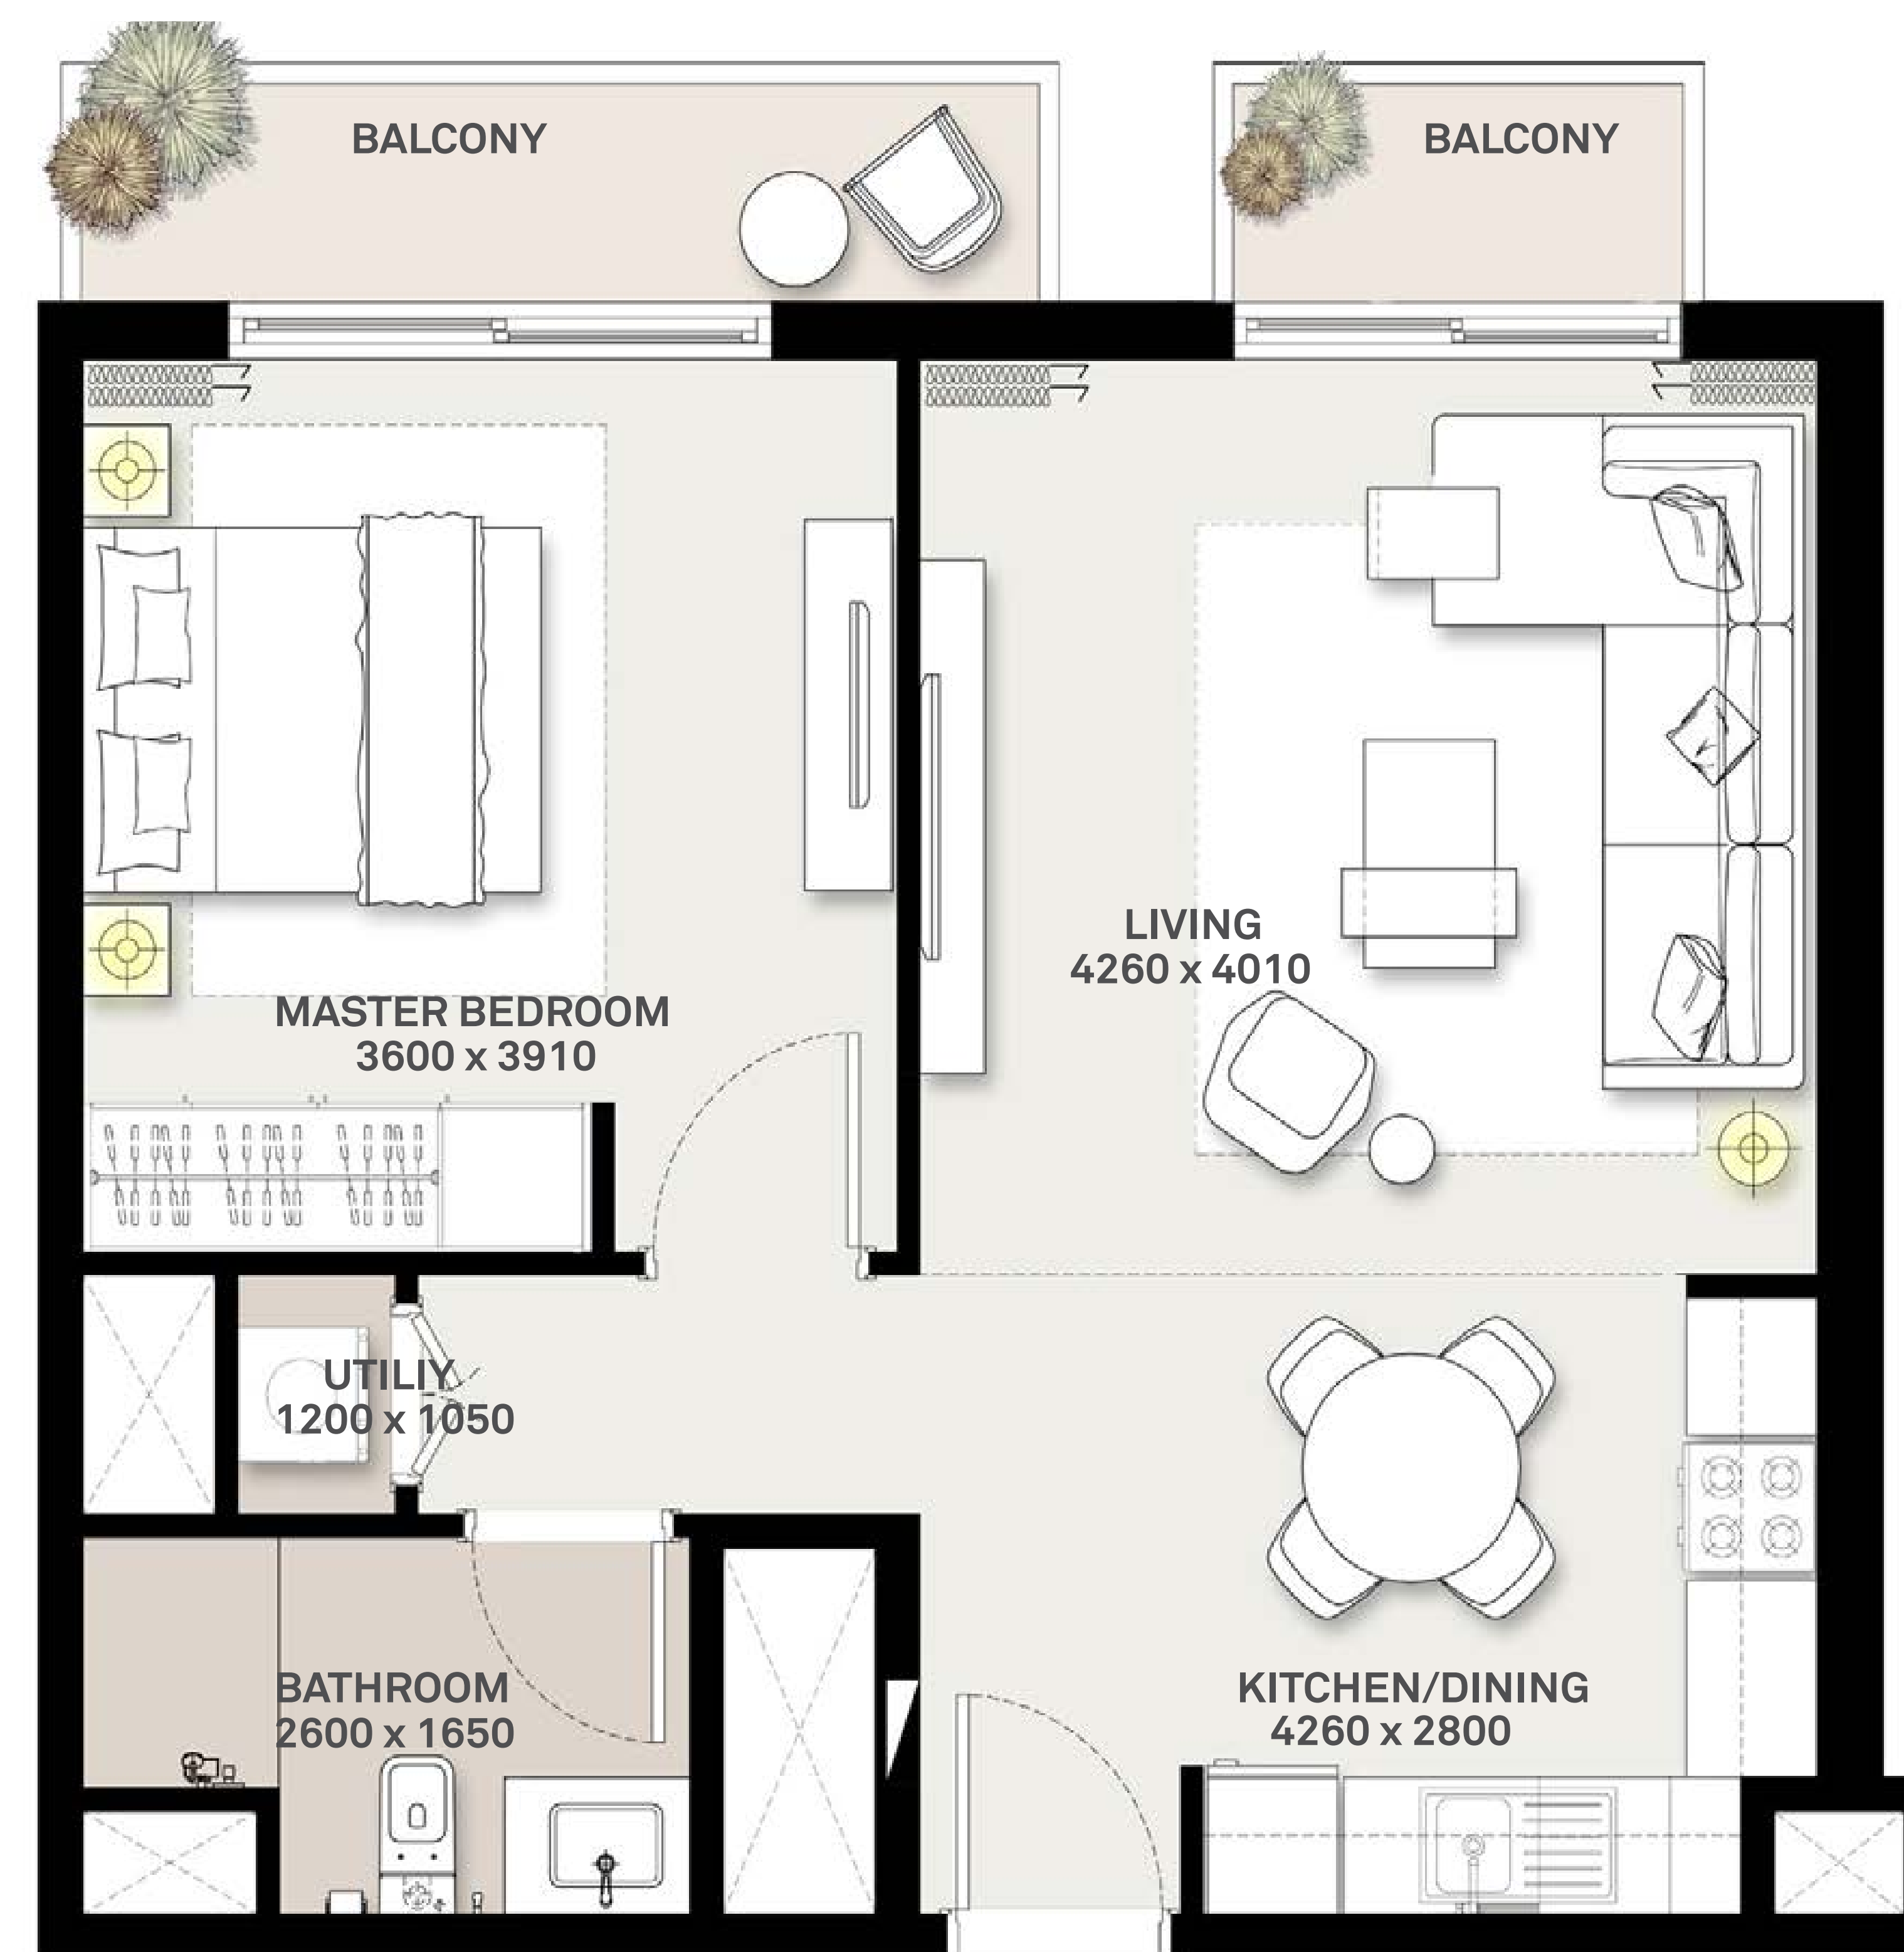 BALCONY
BALCONY
LIVING
4260 x 4010
MASTER BEDROOM
3600 x 3910
UTILIY
1200 x 1050
BATHROOM
2600 x 1650
KITCHEN/DINING
4260 x 2800